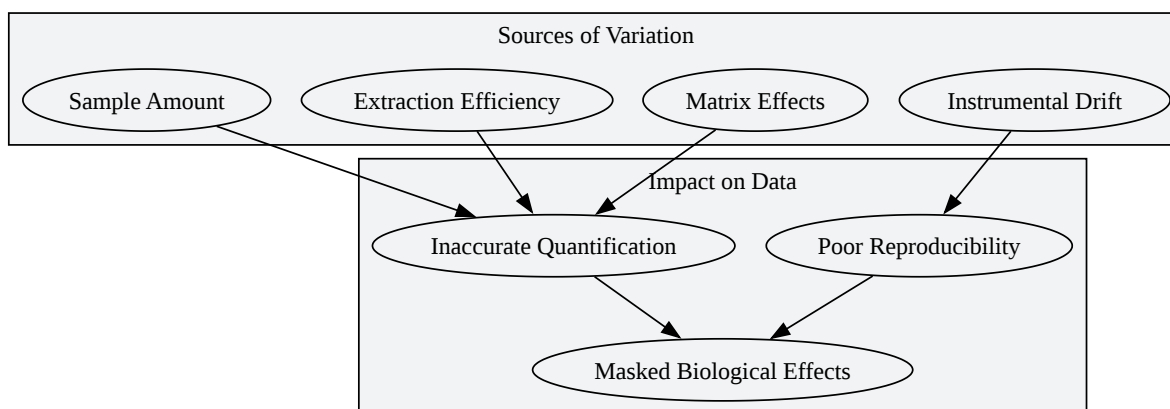 Sources of Variation
Sample Amount
Extraction Efficiency
Matrix Effects
Instrumental Drift
Impact on Data
Inaccurate Quantification
Poor Reproducibility
Masked Biological Effects